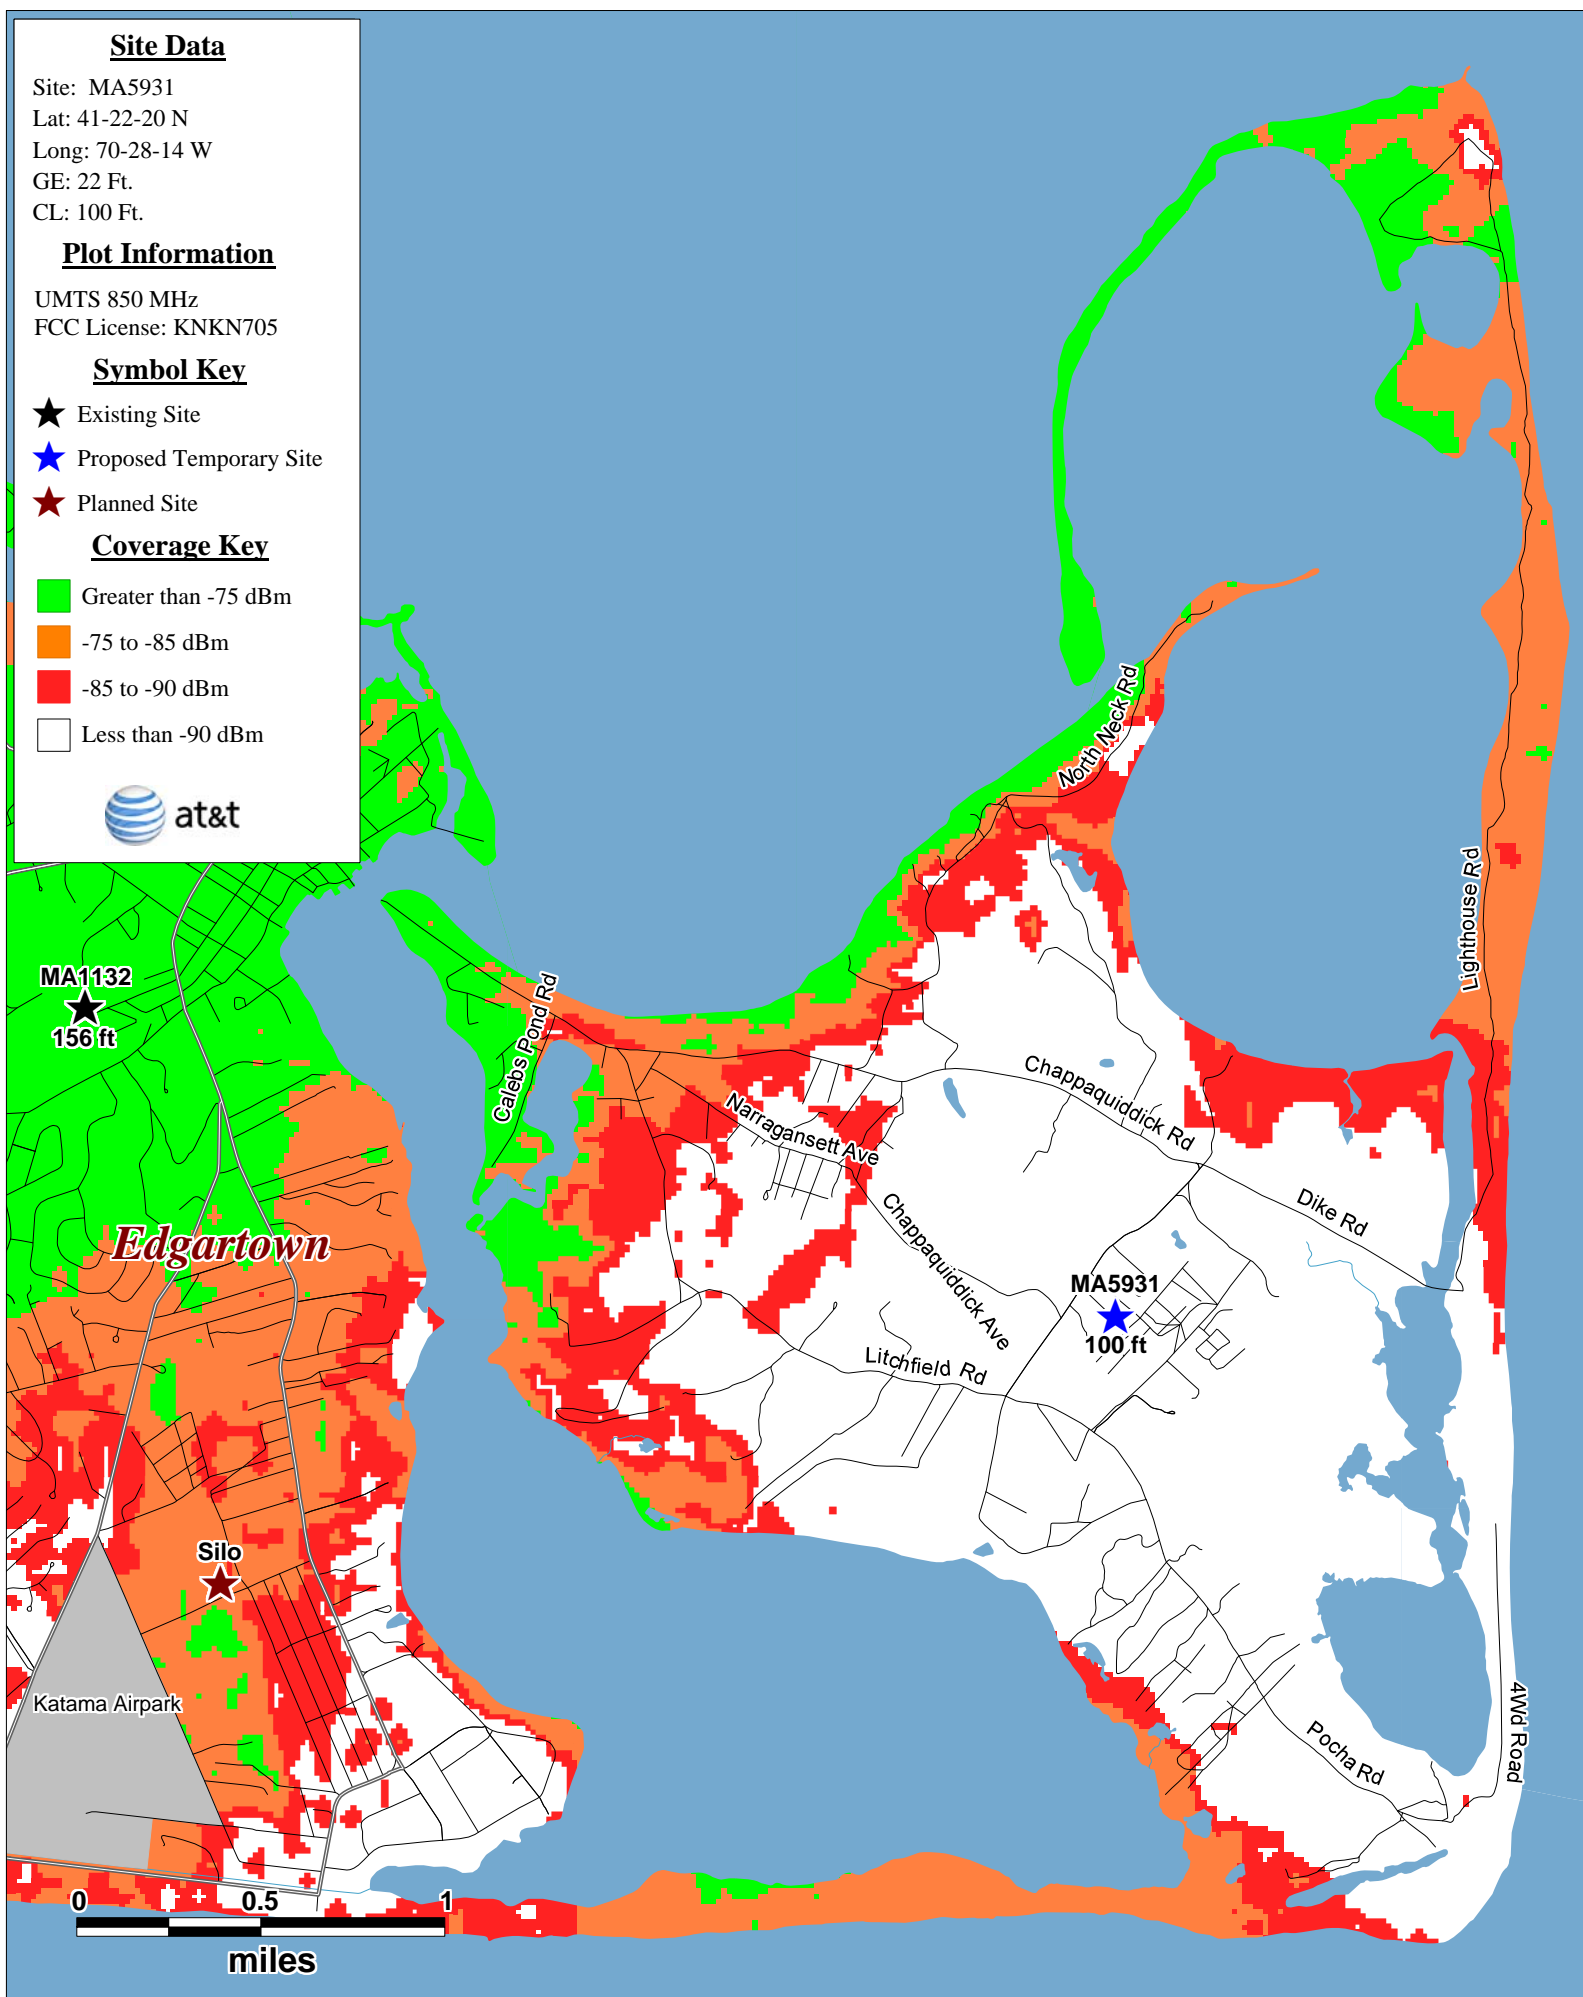 Site Data
Site: MA5931
Lat: 41-22-20 N
Long: 70-28-14 W
GE: 22 Ft.
CL: 100 Ft.
Plot Information
UMTS 850 MHz
FCC License: KNKN705
Symbol Key
Existing Site
Proposed Temporary Site
Planned Site
Coverage Key
Greater than -75 dBm
-75 to -85 dBm
-85 to -90 dBm
Less than -90 dBm
at&t
North Neck Rd
Lighthouse Rd
MA1132
156 ft
Calebs Pond Rd
Chappaquiddick Rd
Narragansett Ave
Dike Rd
Edgartown
Chappaquiddick Ave
MA5931
100 ft
Litchfield Rd
Silo
Katama Airpark
4Wd Road
Pocha Rd
0 0.5 1
miles